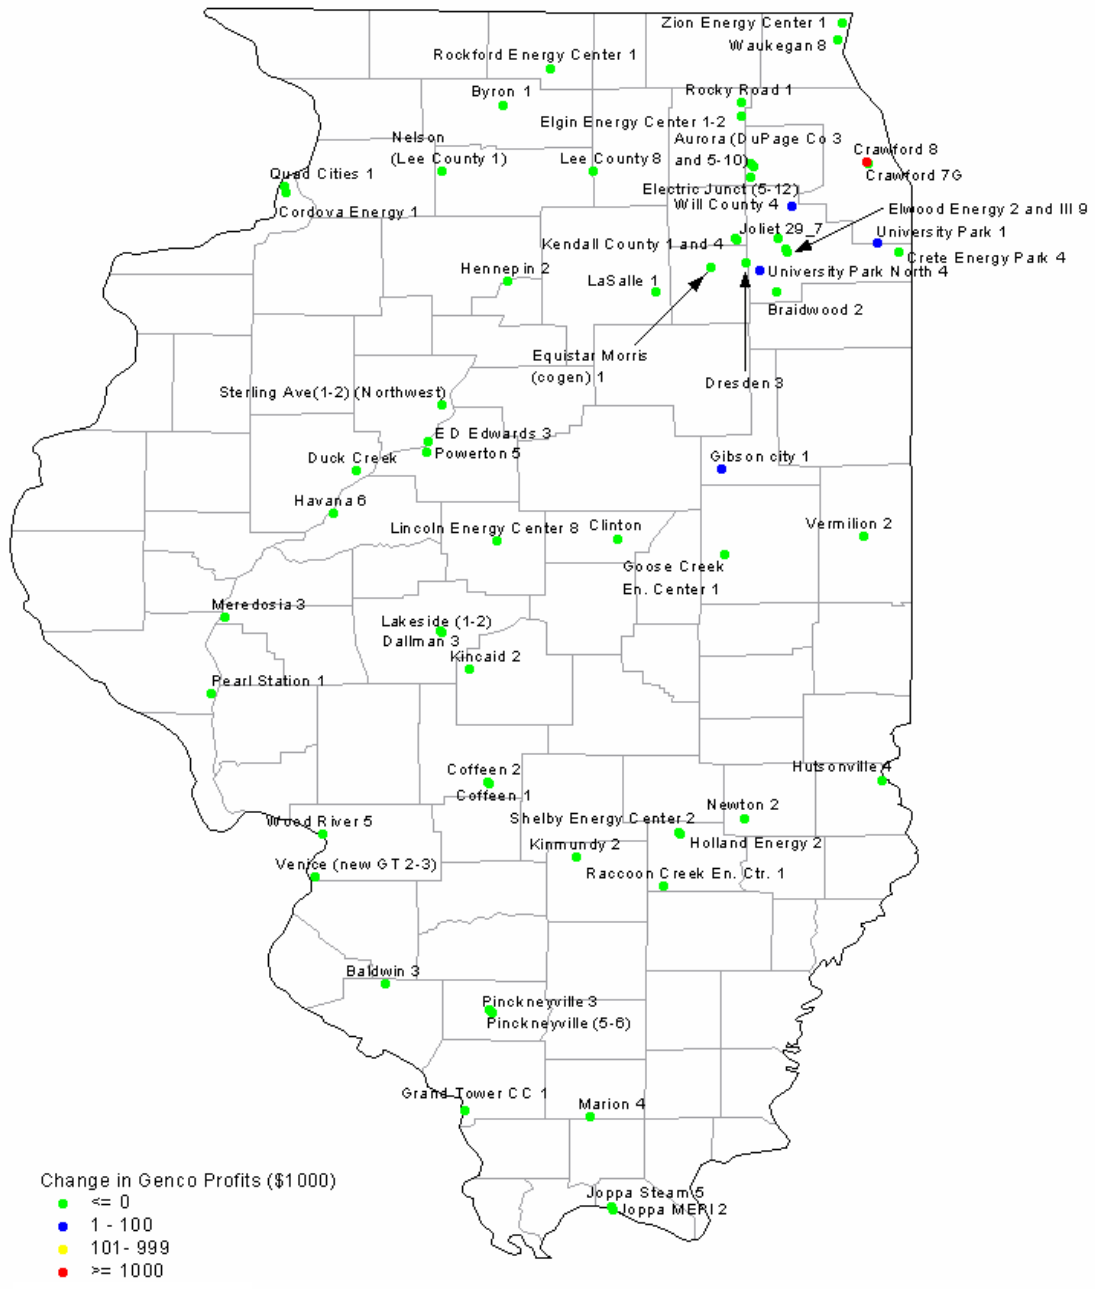 Zion Energy Center 1
Waukegan 8
Rockford Energy Center 1
Byron 1
Rocky Road 1
Elgin Energy Center 1-2
Nelson
(Lee County 1)
Lee County 8
Aurora (DuPage Co 3
and 5-10)
Crawford 8
Crawford 7G
Quad Cities 1
Cordova Energy 1
Electric Junct (5-12)
Will County 4
Elwood Energy 2 and III 9
Joliet 29_7
University Park 1
Kendall County 1 and 4
Crete Energy Park 4
Hennepin 2
University Park North 4
LaSalle 1
Braidwood 2
Equistar Morris
(cogen) 1
Dresden 3
Sterling Ave(1-2) (Northwest)
E D Edwards 3
Powerton 5
Duck Creek
Gibson city 1
Havana 6
Lincoln Energy Center 8
Clinton
Vermilion 2
Goose Creek
En. Center 1
Meredosia 3
Lakeside (1-2)
Dallman 3
Kincaid 2
Pearl Station 1
Coffeen 2
Coffeen 1
Hutsonville 4
Newton 2
Wood River 5
Shelby Energy Center 2
Holland Energy 2
Kinmundy 2
Venice (new GT 2-3)
Raccoon Creek En. Ctr. 1
Baldwin 3
Pinckneyville 3
Pinckneyville (5-6)
Grand Tower CC 1
Marion 4
Joppa Steam 5
Joppa MEPI 2
Change in Genco Profits ($1000)
<= 0
1 - 100
101- 999
>= 1000